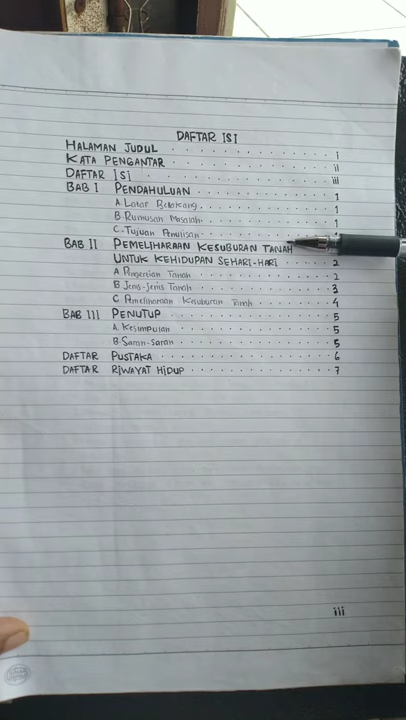 DAFTAR ISI
HALAMAN JUDUL . . . . . . . . . . . . . . . . . i
KATA PENGANTAR . . . . . . . . . . . . . . . . ii
DAFTAR ISI . . . . . . . . . . . . . . . . . . . iii
BAB I PENDAHULUAN . . . . . . . . . . . . . . 1
A. Latar Belakang . . . . . . . . . . . . . . 1
B. Rumusan Masalah . . . . . . . . . . . . . 1
C. Tujuan Penulisan . . . . . . . . . . . . .
BAB II PEMELIHARAAN KESUBURAN TANAH
UNTUK KEHIDUPAN SEHARI-HARI . . . . . . 2
A Pengertian Tanah . . . . . . . . . . . . . 2
B Jenis-jenis Tanah . . . . . . . . . . . . . 3
C Pemeliharaan Kesuburan Tanah . . . . . . . 4
BAB III PENUTUP . . . . . . . . . . . . . . . . 5
A. Kesimpulan . . . . . . . . . . . . . . . 5
B. Saran-Saran . . . . . . . . . . . . . . . 5
DAFTAR PUSTAKA . . . . . . . . . . . . . . . . 6
DAFTAR RIWAYAT HIDUP . . . . . . . . . . . . . 7
iii